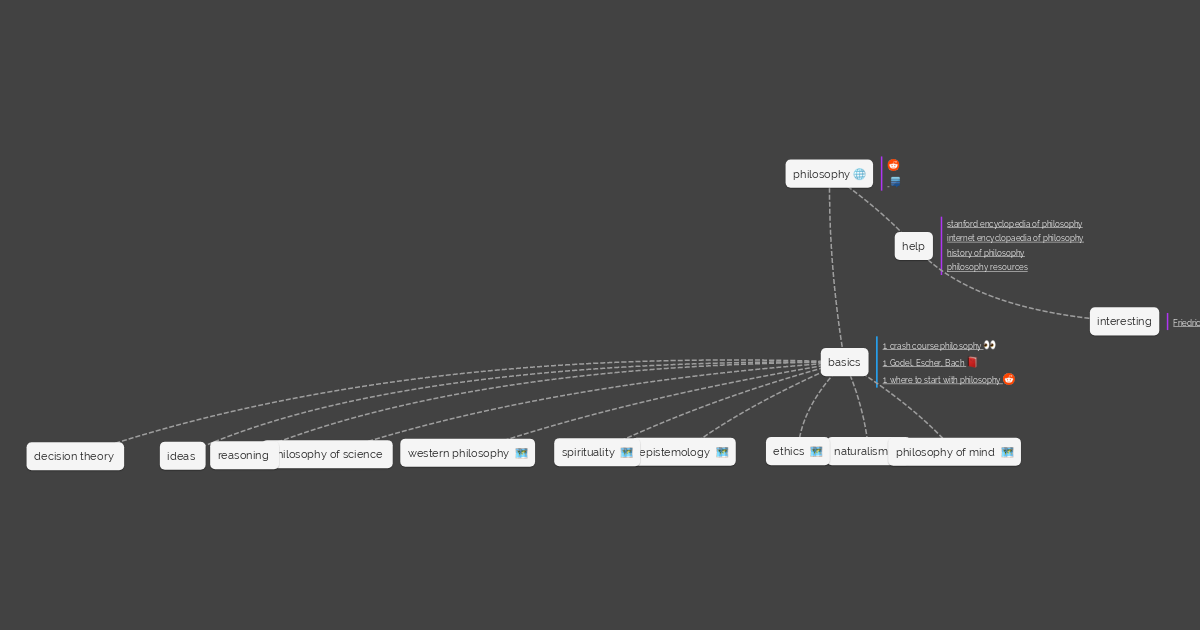 philosophy
stanford encyclopedia of philosophy
internet encyclopaedia of philosophy
help
history of philosophy
philosophy resources
interesting
1 crash course philosophy
basics
1 Godel, Escher, Bach
1 where to start with philosophy
decision theory
ideas
reasoning
of science
western philosophy
spirituality
epistemology
ethics
naturalism
philosophy of mind